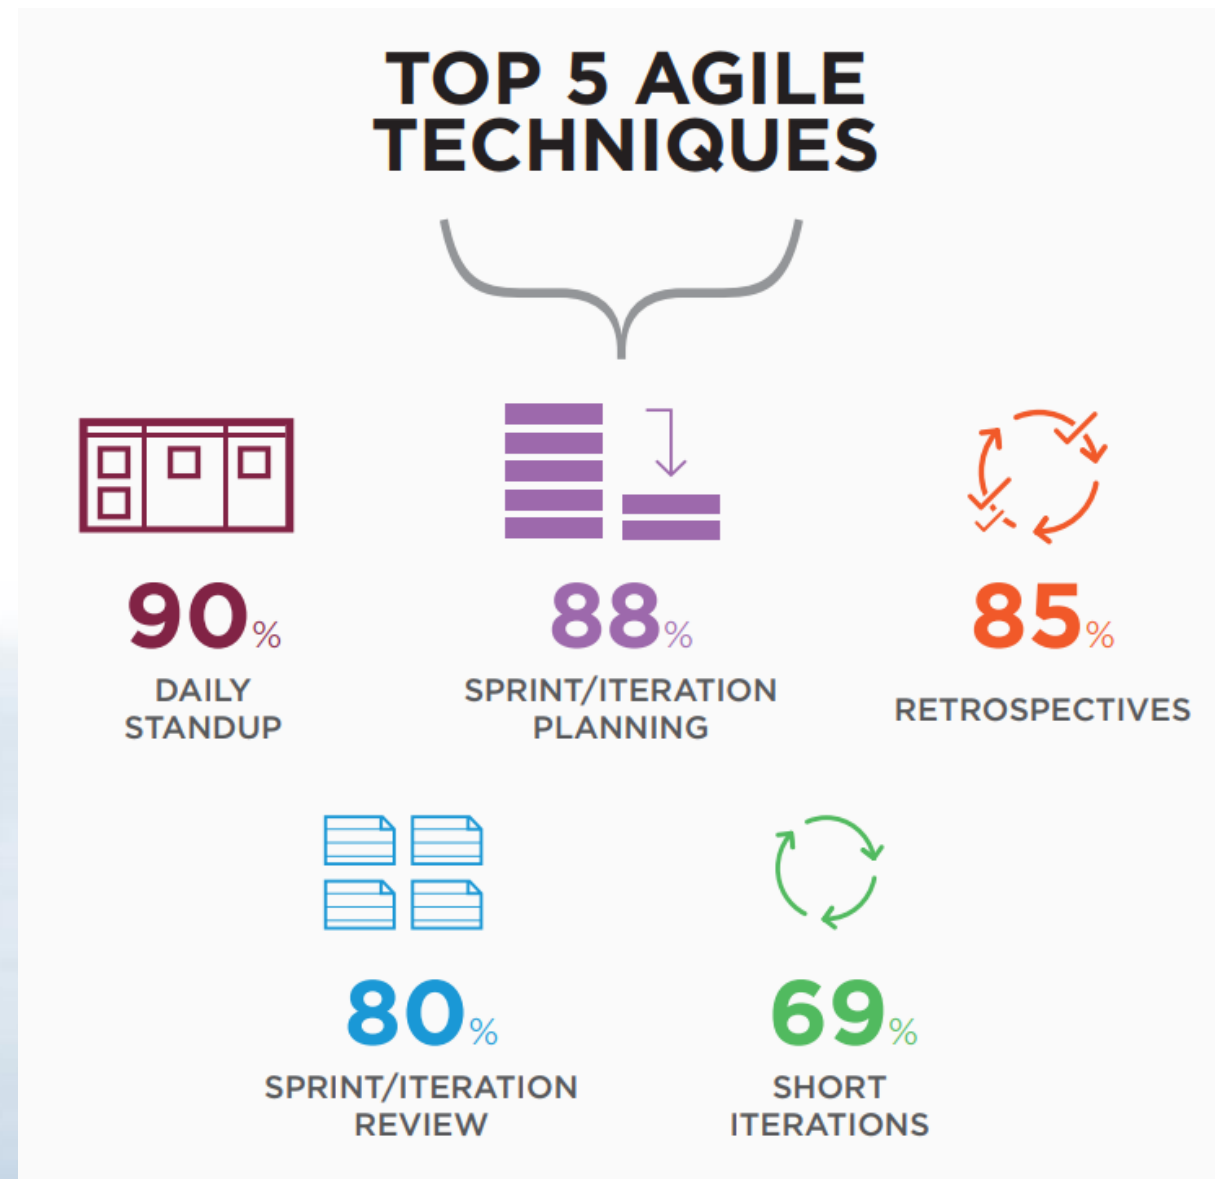 TOP 5 AGILE
TECHNIQUES
90%
DAILY
STANDUP
88%
SPRINT/ITERATION
PLANNING
85%
RETROSPECTIVES
80%
SPRINT/ITERATION
REVIEW
69%
SHORT
ITERATIONS